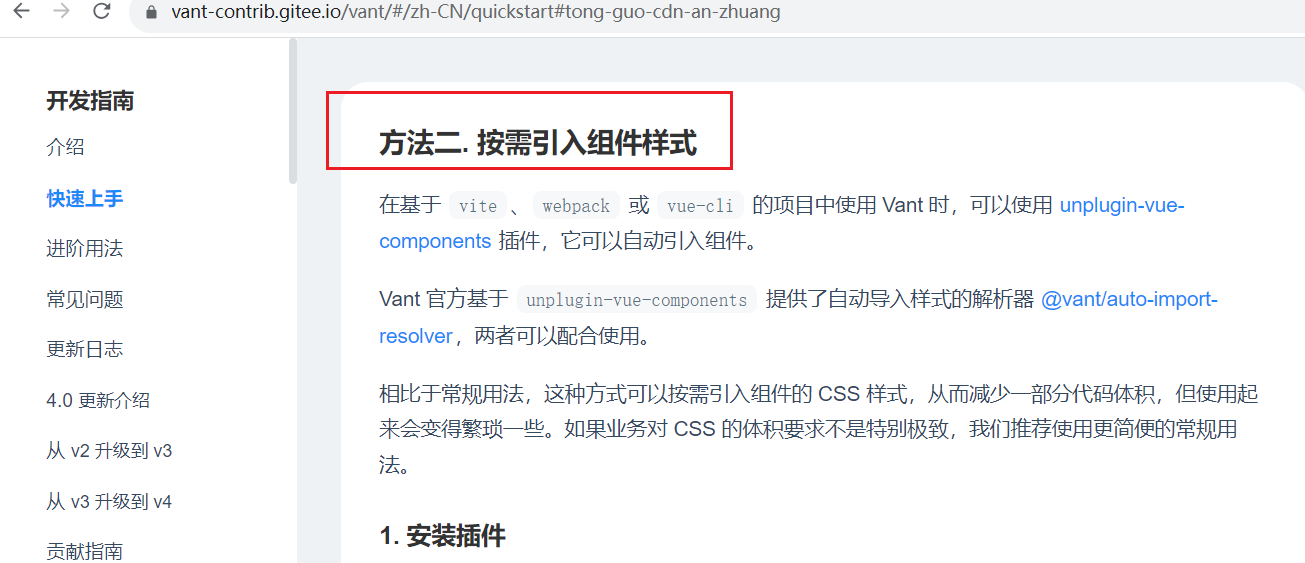 vant-contrib.gitee.io/vant/#/zh-CN/quickstart#tong-guo-cdn-an-zhuang
开发指南
介绍
快速上手
进阶用法
常见问题
更新日志
4.0 更新介绍
从 v2 升级到 v3
从 v3 升级到 v4
贡献指南
方法二. 按需引入组件样式
在基于 vite 、 webpack 或 vue-cli 的项目中使用 Vant 时，可以使用 unplugin-vue-
components 插件，它可以自动引入组件。
Vant 官方基于 unplugin-vue-components 提供了自动导入样式的解析器 @vant/auto-import-
resolver，两者可以配合使用。
相比于常规用法，这种方式可以按需引入组件的 CSS 样式，从而减少一部分代码体积，但使用起
来会变得繁琐一些。如果业务对 CSS 的体积要求不是特别极致，我们推荐使用更简便的常规用
法。
1. 安装插件